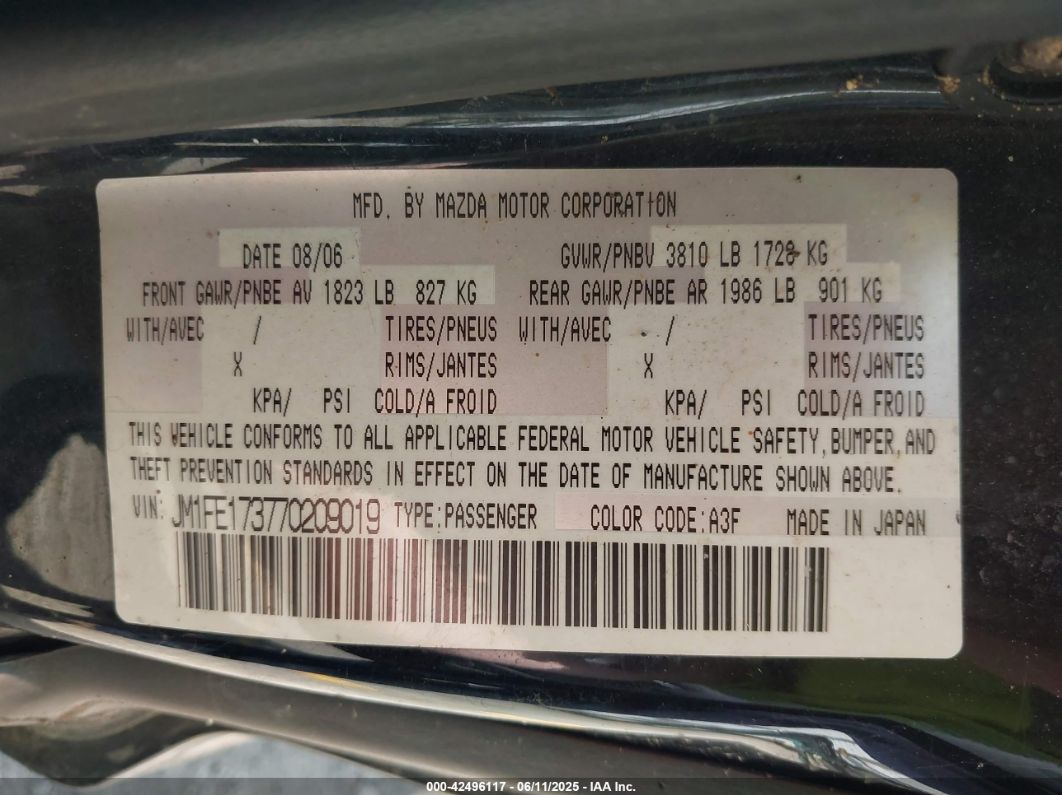 MFD. BY MAZDA MOTOR CORPORATION
DATE 08/06 GVWR/PNBV 3810 LB 1728 KG
FRONT GAWR/PNBE AV 1823 LB 827 KG REAR GAWR/PNBE AR 1986 LB 901 KG
WITH/AVEC / TIRES/PNEUS WITH/AVEC / TIRES/PNEUS
X RIMS/JANTES X RIMS/JANTES
KPA/ PSI COLD/A FROID KPA/ PSI COLD/A FROID
THIS VEHICLE CONFORMS TO ALL APPLICABLE FEDERAL MOTOR VEHICLE SAFETY, BUMPER, AND
THEFT PREVENTION STANDARDS IN EFFECT ON THE DATE OF MANUFACTURE SHOWN ABOVE.
VIN: JM1FE173770209019 TYPE:PASSENGER COLOR CODE:A3F MADE IN JAPAN
000-42496117 - 06/11/2025 - IAA Inc.